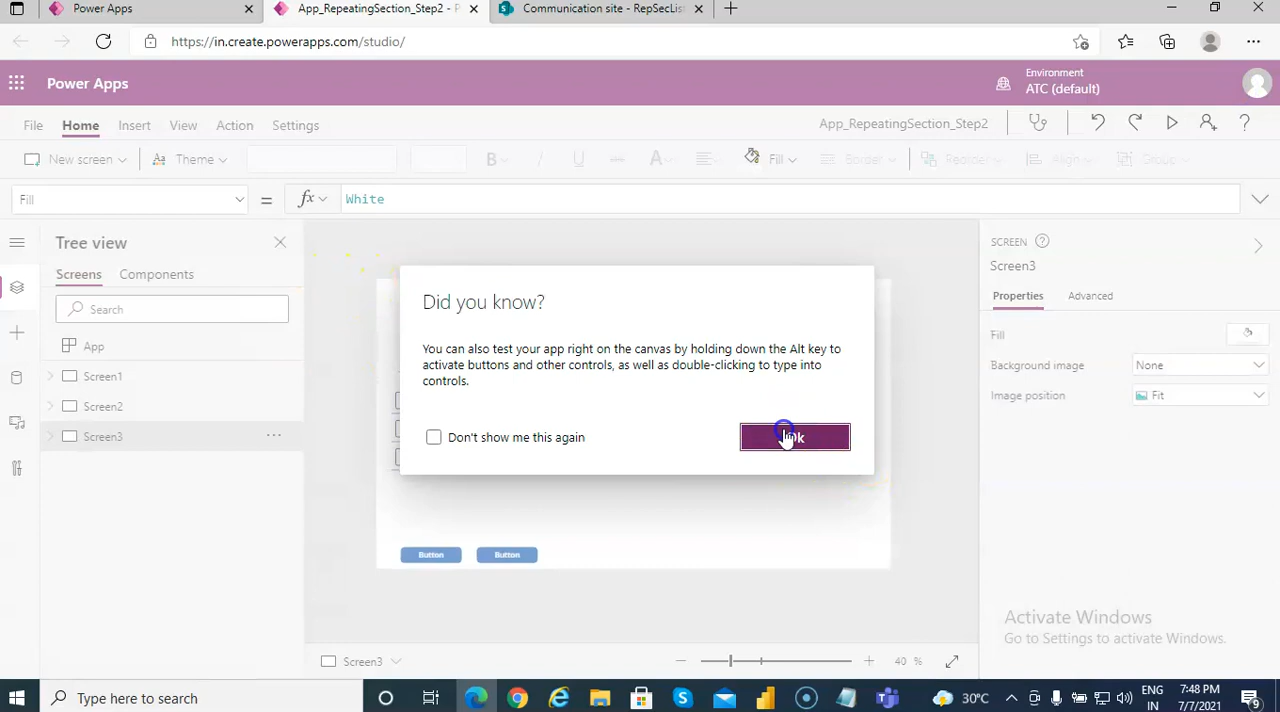 Power Apps
App_RepeatingSection_Step2 - P
Communication site - RepSecList
https://in.create.powerapps.com/studio/
Power Apps
Environment
ATC (default)
File
Home
Insert
View
Action
Settings
App_RepeatingSection_Step2
New screen
Theme
B
Fill
Border
Reorder
Align
Group
Fill
=
fx
White
Tree view
Screens
Components
Search
App
Screen1
Screen2
Screen3
Did you know?
You can also test your app right on the canvas by holding down the Alt key to
activate buttons and other controls, as well as double-clicking to type into
controls.
Don't show me this again
Button
Button
SCREEN
Screen3
Properties
Advanced
Fill
Background image
None
Image position
Fit
Activate Windows
Go to Settings to activate Windows.
Screen3
40 %
Type here to search
30°C
ENG
IN
7:48 PM
7/7/2021
9